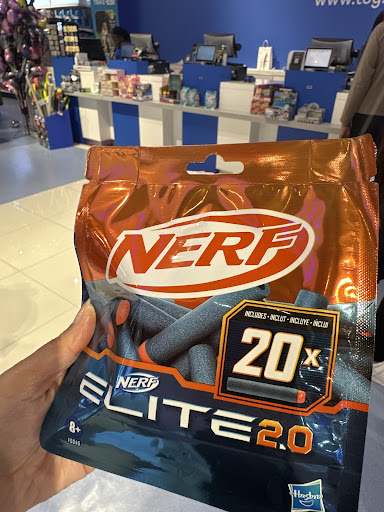 NERF
INCLUDES • INCLUT • INCLUYE • INCLUI
20x
NERF
ELITE 2.0
8+
Hasbro